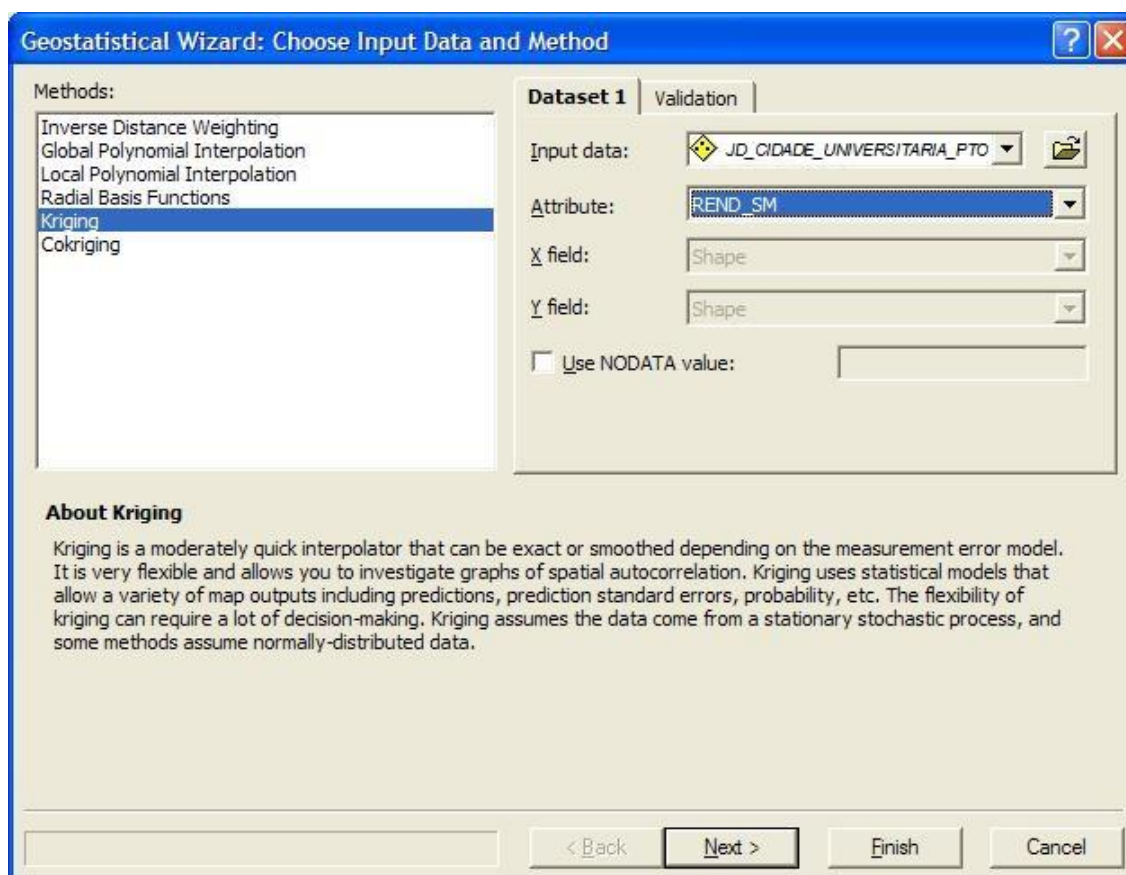 Geostatistical Wizard: Choose Input Data and Method
Methods:
Inverse Distance Weighting
Global Polynomial Interpolation
Local Polynomial Interpolation
Radial Basis Functions
Kriging
Cokriging
Dataset 1 Validation
Input data: JD_CIDADE_UNIVERSITARIA_PTO
Attribute: REND_SM
X field: Shape
Y field: Shape
Use NODATA value:
About Kriging
Kriging is a moderately quick interpolator that can be exact or smoothed depending on the measurement error model.
It is very flexible and allows you to investigate graphs of spatial autocorrelation. Kriging uses statistical models that
allow a variety of map outputs including predictions, prediction standard errors, probability, etc. The flexibility of
kriging can require a lot of decision-making. Kriging assumes the data come from a stationary stochastic process, and
some methods assume normally-distributed data.
< Back Next > Finish Cancel